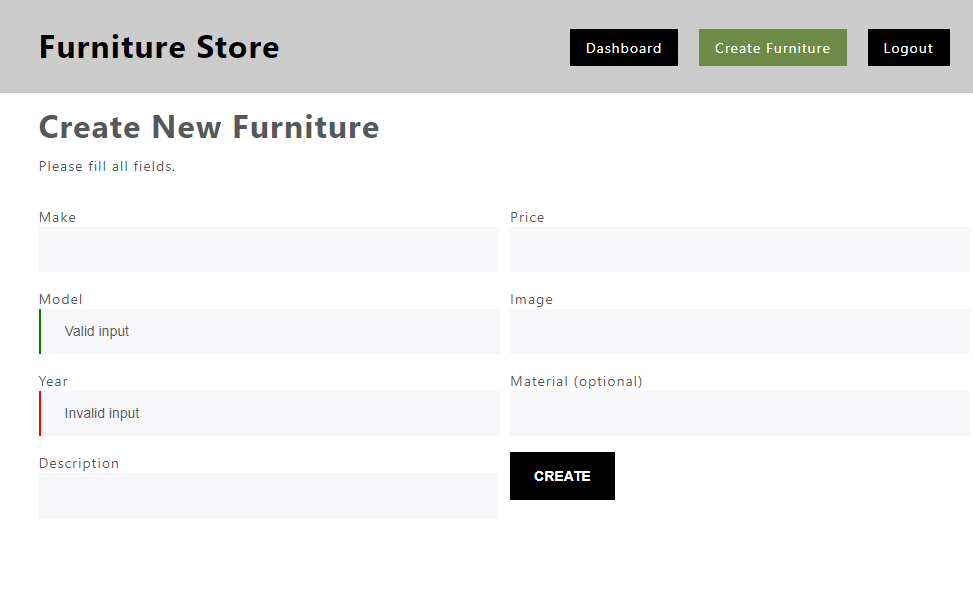 Furniture Store
Dashboard
Create Furniture
Logout
Create New Furniture
Please fill all fields.
Make
Price
Model
Valid input
Image
Year
Invalid input
Material (optional)
Description
CREATE